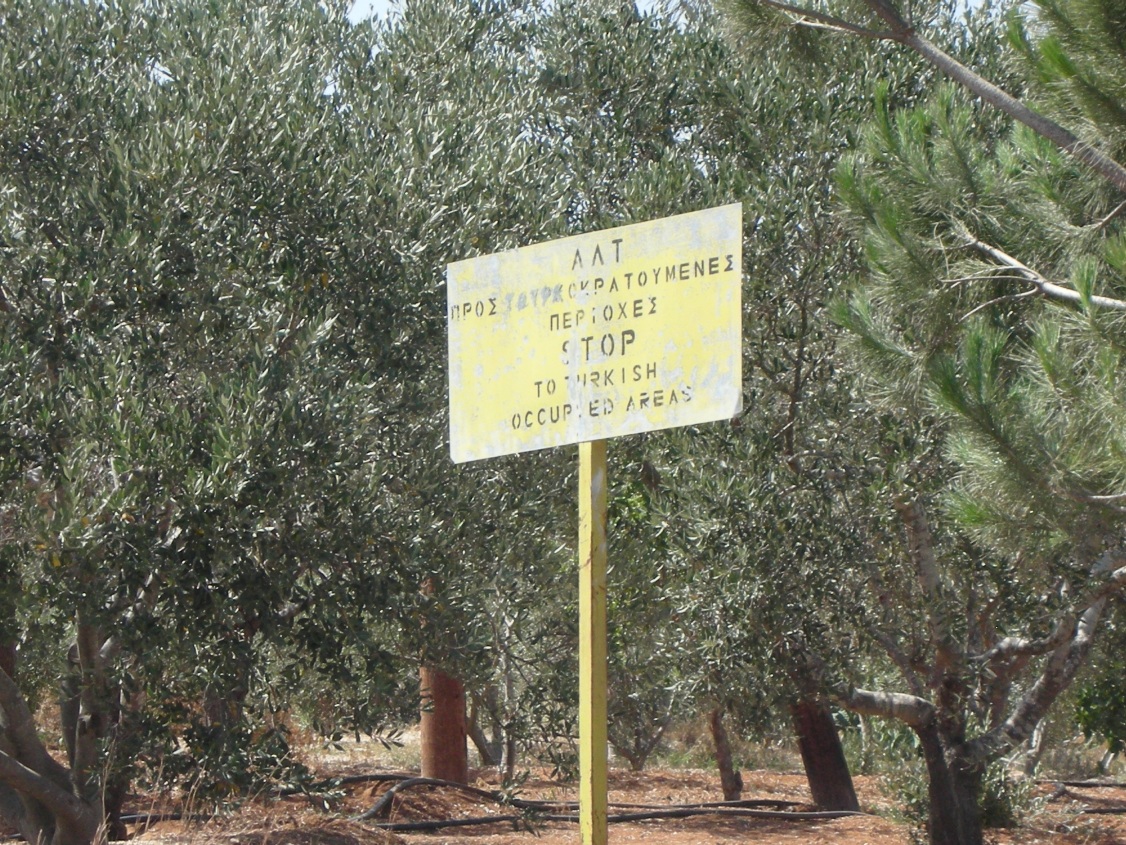 ΑΛΤ
ΠΡΟΣ ΤΟΥΡΚΟΚΡΑΤΟΥΜΕΝΕΣ
ΠΕΡΙΟΧΕΣ
STOP
TO TURKISH
OCCUPIED AREAS